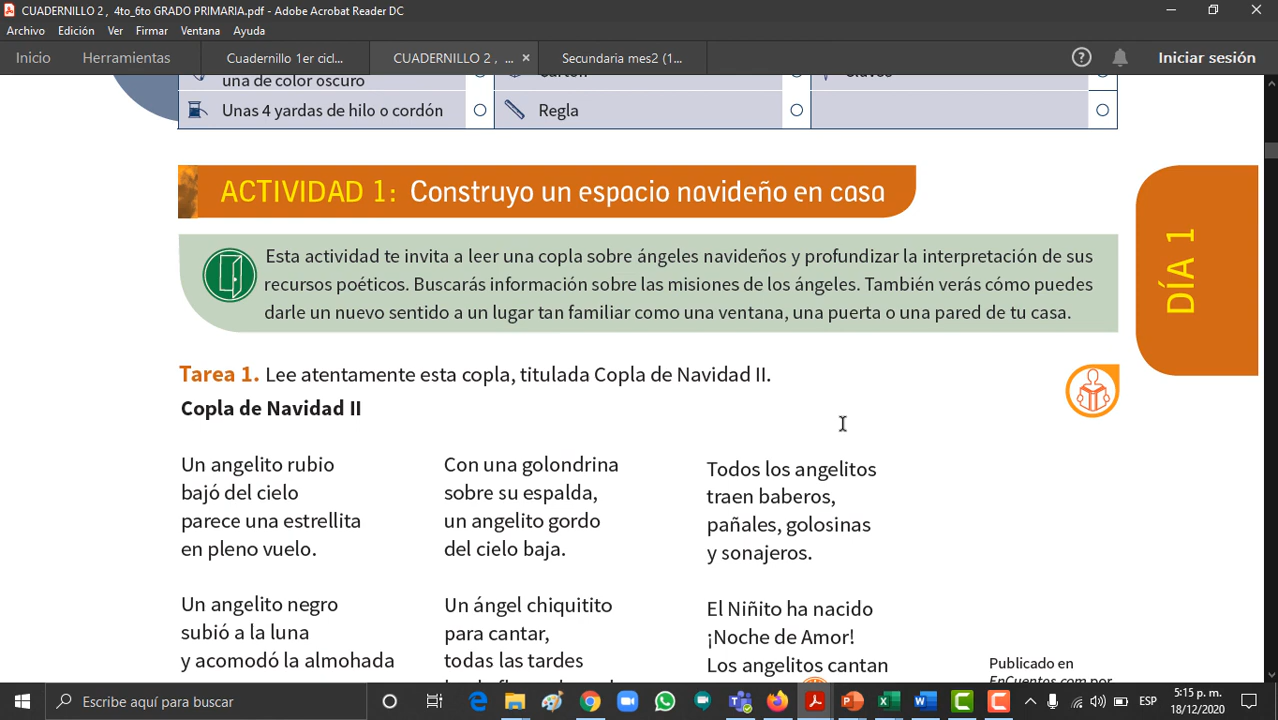 CUADERNILLO 2 , 4to_6to GRADO PRIMARIA.pdf - Adobe Acrobat Reader DC
Archivo Edición Ver Firmar Ventana Ayuda
Inicio Herramientas Cuadernillo 1er cicl... CUADERNILLO 2 , ... × Secundaria mes2 (1... Iniciar sesión
una de color oscuro
Cartón
Claves
Unas 4 yardas de hilo o cordón
Regla
ACTIVIDAD 1: Construyo un espacio navideño en casa
DÍA 1
Esta actividad te invita a leer una copla sobre ángeles navideños y profundizar la interpretación de sus
recursos poéticos. Buscarás información sobre las misiones de los ángeles. También verás cómo puedes
darle un nuevo sentido a un lugar tan familiar como una ventana, una puerta o una pared de tu casa.
Tarea 1. Lee atentamente esta copla, titulada Copla de Navidad II.
Copla de Navidad II
Un angelito rubio
bajó del cielo
parece una estrellita
en pleno vuelo.
Un angelito negro
subió a la luna
y acomodó la almohada
Con una golondrina
sobre su espalda,
un angelito gordo
del cielo baja.
Un ángel chiquitito
para cantar,
todas las tardes
Todos los angelitos
traen baberos,
pañales, golosinas
y sonajeros.
El Niñito ha nacido
¡Noche de Amor!
Los angelitos cantan
Publicado en
EnCuentos.com por
Escribe aquí para buscar
ESP
5:15 p. m.
18/12/2020